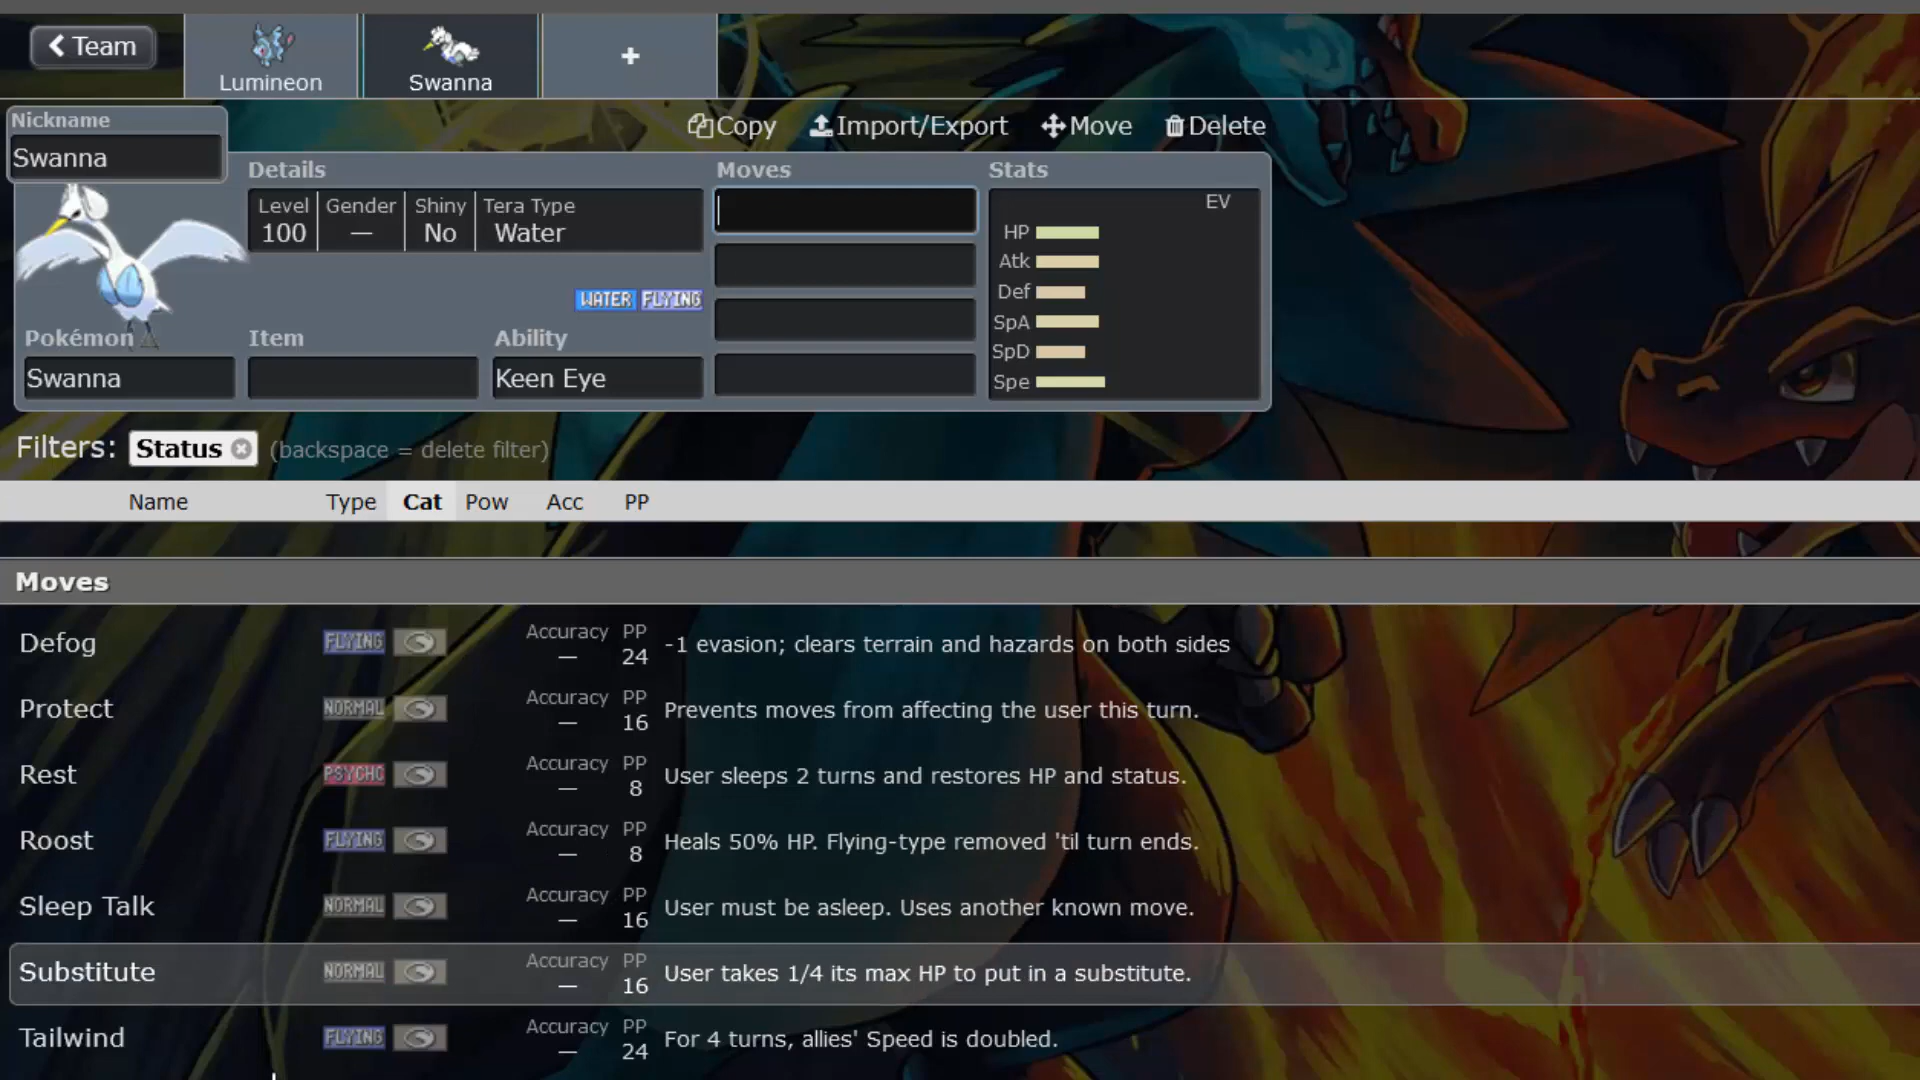 Team
Lumineon
Swanna
+
Nickname
Swanna
Copy
Import/Export
Move
Delete
Details
Moves
Stats
Level
100
Gender
—
Shiny
No
Tera Type
Water
WATER FLYING
EV
HP
Atk
Def
SpA
SpD
Spe
Pokémon
Item
Ability
Swanna
Keen Eye
Filters: Status (backspace = delete filter)
Name Type Cat Pow Acc PP
Moves
Defog FLYING Accuracy — PP 24 -1 evasion; clears terrain and hazards on both sides
Protect NORMAL Accuracy — PP 16 Prevents moves from affecting the user this turn.
Rest PSYCHC Accuracy — PP 8 User sleeps 2 turns and restores HP and status.
Roost FLYING Accuracy — PP 8 Heals 50% HP. Flying-type removed 'til turn ends.
Sleep Talk NORMAL Accuracy — PP 16 User must be asleep. Uses another known move.
Substitute NORMAL Accuracy — PP 16 User takes 1/4 its max HP to put in a substitute.
Tailwind FLYING Accuracy — PP 24 For 4 turns, allies' Speed is doubled.